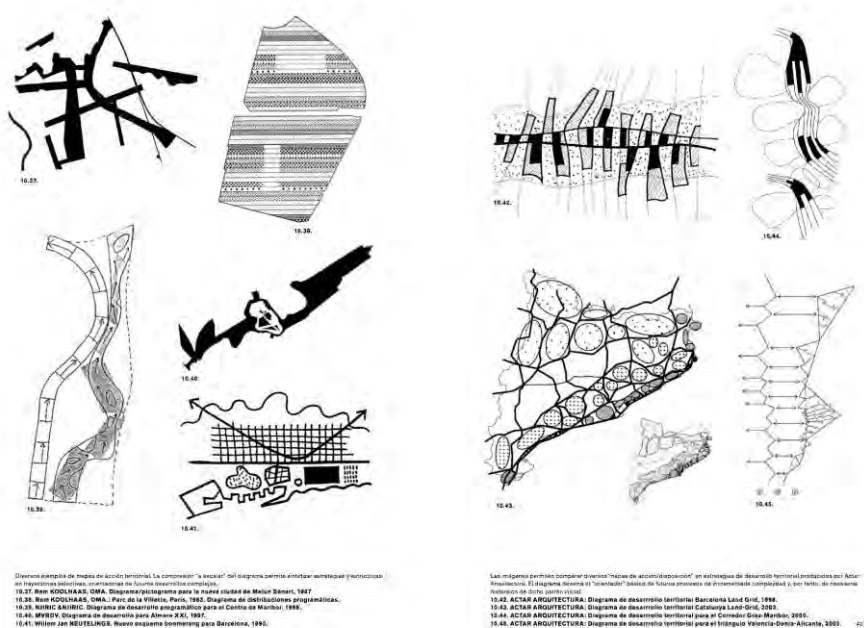 10.37.
10.38.
10.39.
10.40.
10.41.
10.42.
10.44.
10.43.
10.45.
Diversos ejemplos de mapas de acción territorial. La compresión "a escalas" del diagrama permite sintetizar estrategias y estructuras
en trayectorias selectivas, orientadoras de futuros desarrollos complejos.
10.37. Rem KOOLHAAS, OMA. Diagrama/pictograma para la nueva ciudad de Melun Sénart, 1987
10.38. Rem KOOLHAAS, OMA.: Parc de la Villette, París, 1983. Diagrama de distribuciones programáticas.
10.39. NJIRIC &NJIRIC. Diagrama de desarrollo programático para el Centro de Maribor, 1998.
10.40. MVRDV. Diagrama de desarrollo para Almere XXI, 1997.
10.41. Willem Jan NEUTELINGS. Nuevo esquema boomerang para Barcelona, 1990.
Las imágenes permiten comparar diversos "mapas de acción/disposición" en estrategias de desarrollo territorial producidos por Actar
Arquitectura. El diagrama deviene el "orientador" básico de futuros procesos de incrementada complejidad y, por tanto, de necesaria
de dicho patrón inicial.
10.42. ACTAR ARQUITECTURA: Diagrama de desarrollo territorial Barcelona Land Grid, 1998.
10.43. ACTAR ARQUITECTURA: Diagrama de desarrollo territorial Catalunya Land-Grid, 2003.
10.44. ACTAR ARQUITECTURA: Diagrama de desarrollo territorial para el Corredor Graz-Maribor, 2000.
10.45. ACTAR ARQUITECTURA: Diagrama de desarrollo territorial para el triángulo Valencia-Denia-Alicante, 2000.